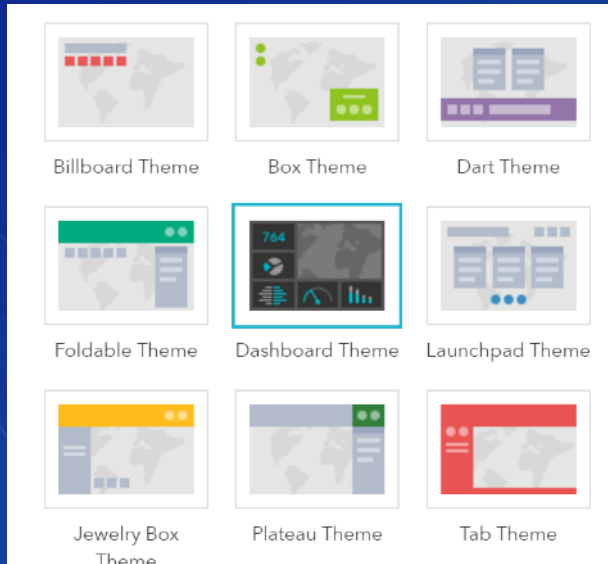 Billboard Theme
Box Theme
Dart Theme
764
Foldable Theme
Dashboard Theme
Launchpad Theme
Jewelry Box
Theme
Plateau Theme
Tab Theme